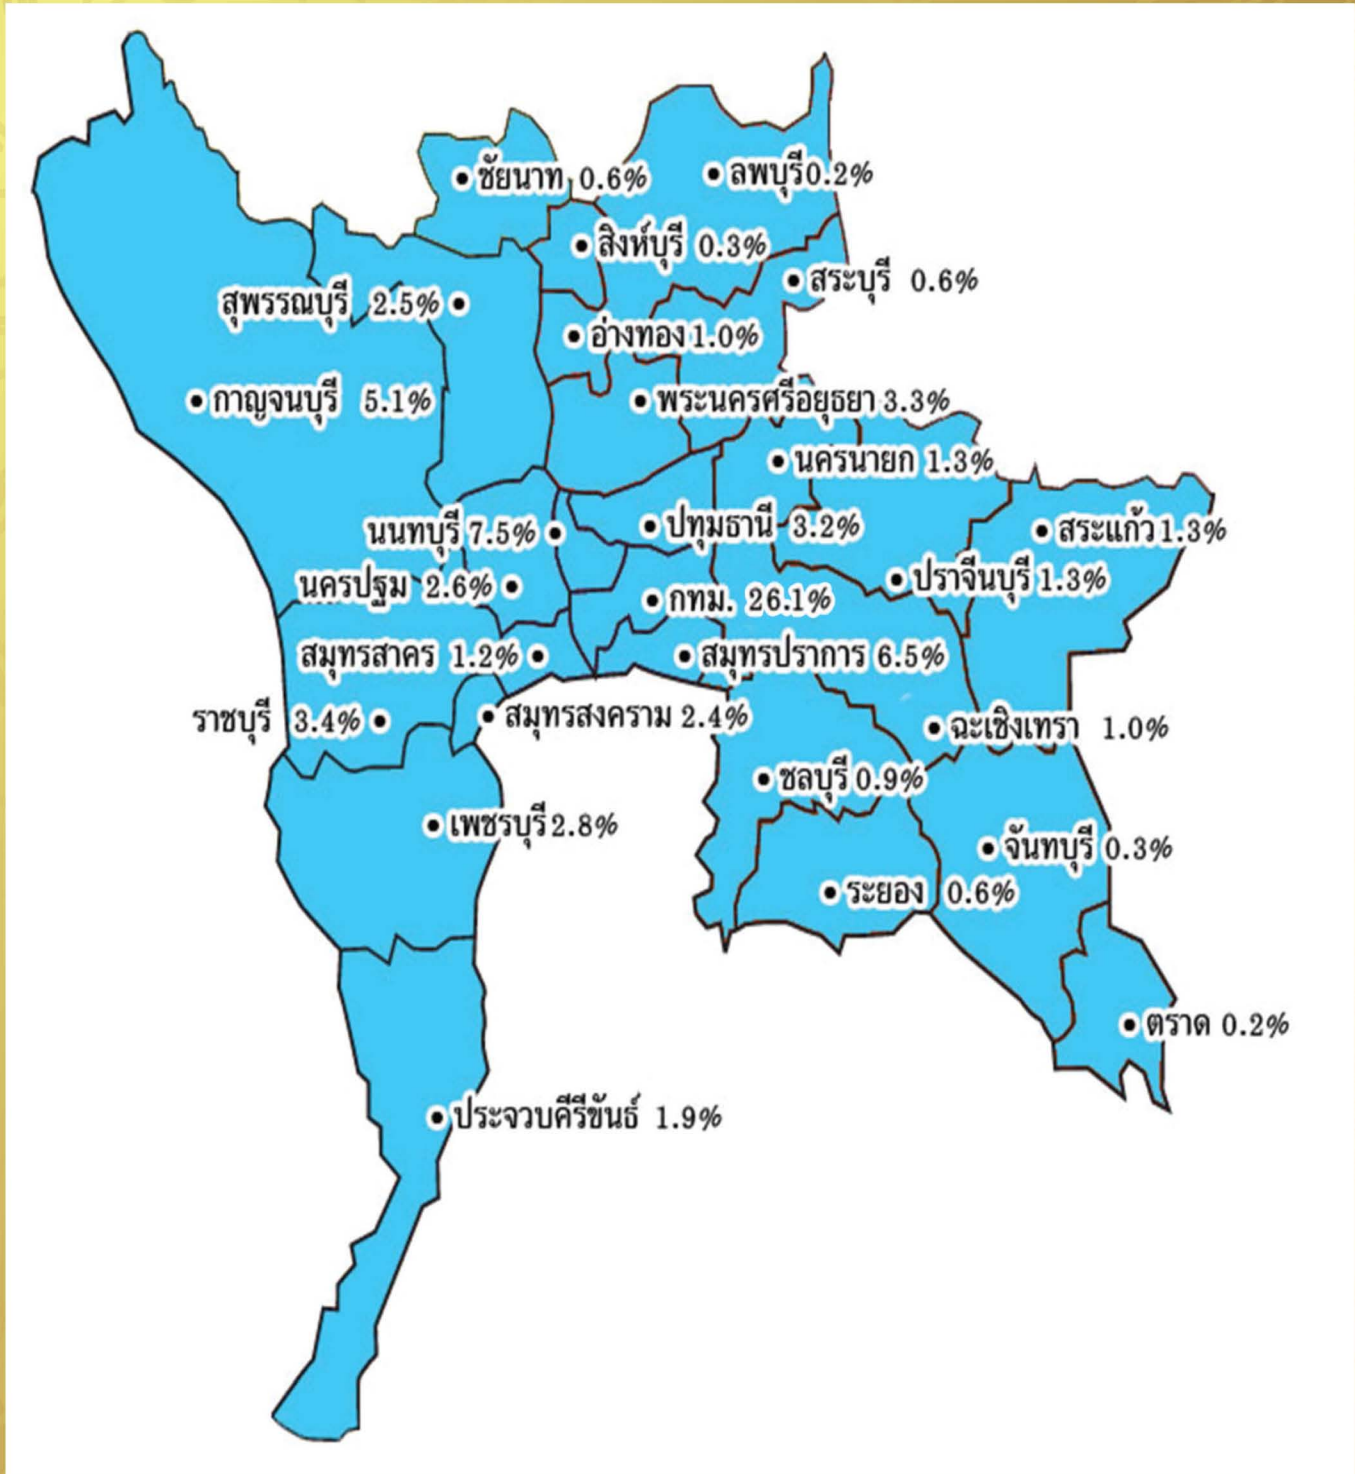 ชัยนาท 0.6%
ลพบุรี 0.2%
สิงห์บุรี 0.3%
สระบุรี 0.6%
สุพรรณบุรี 2.5%
อ่างทอง 1.0%
กาญจนบุรี 5.1%
พระนครศรีอยุธยา 3.3%
นครนายก 1.3%
นนทบุรี 7.5%
ปทุมธานี 3.2%
สระแก้ว 1.3%
นครปฐม 2.6%
ปราจีนบุรี 1.3%
กทม. 26.1%
สมุทรสาคร 1.2%
สมุทรปราการ 6.5%
ราชบุรี 3.4%
สมุทรสงคราม 2.4%
ฉะเชิงเทรา 1.0%
ชลบุรี 0.9%
เพชรบุรี 2.8%
จันทบุรี 0.3%
ระยอง 0.6%
ตราด 0.2%
ประจวบคีรีขันธ์ 1.9%